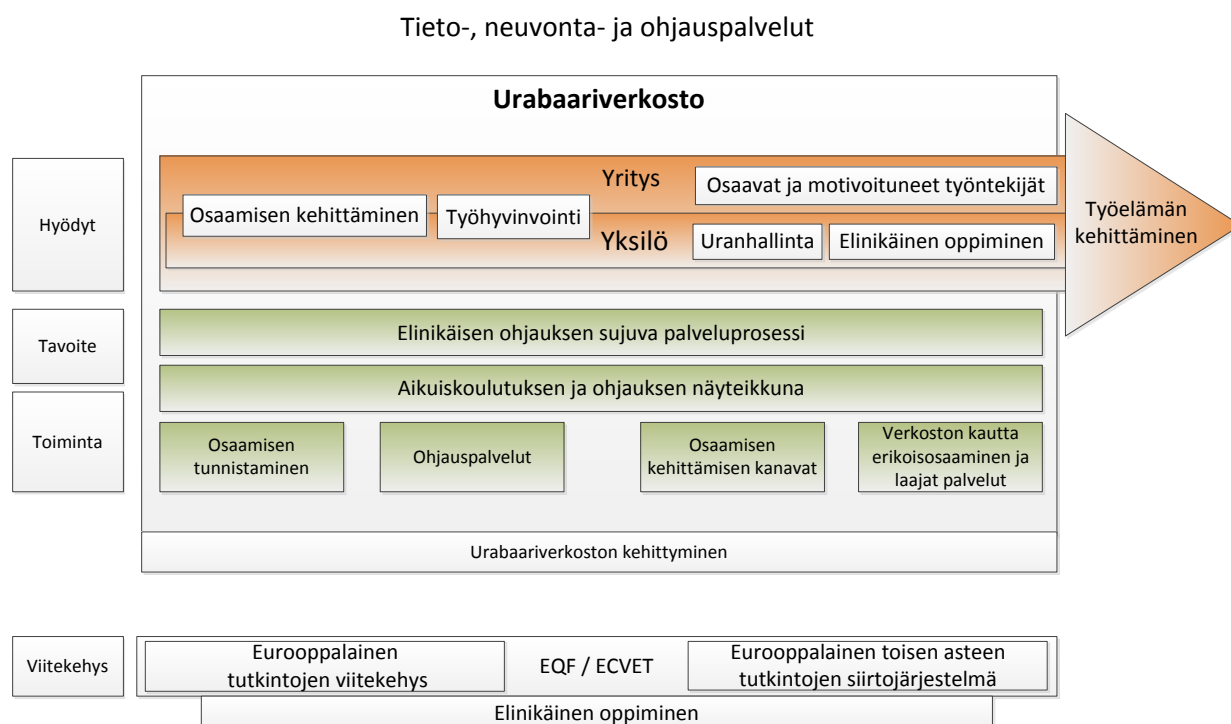 Tieto-, neuvonta- ja ohjauspalvelut
Urabaariverkosto
Hyödyt
Yritys
Osaavat ja motivoituneet työntekijät
Osaamisen kehittäminen
Työhyvinvointi
Yksilö
Uranhallinta
Elinikäinen oppiminen
Työelämän
kehittäminen
Tavoite
Elinikäisen ohjauksen sujuva palveluprosessi
Aikuiskoulutuksen ja ohjauksen näyteikkuna
Toiminta
Osaamisen
tunnistaminen
Ohjauspalvelut
Osaamisen
kehittämisen kanavat
Verkoston kautta
erikoisosaaminen ja
laajat palvelut
Urabaariverkoston kehittyminen
Viitekehys
Eurooppalainen
tutkintojen viitekehys
EQF / ECVET
Eurooppalainen toisen asteen
tutkintojen siirtojärjestelmä
Elinikäinen oppiminen